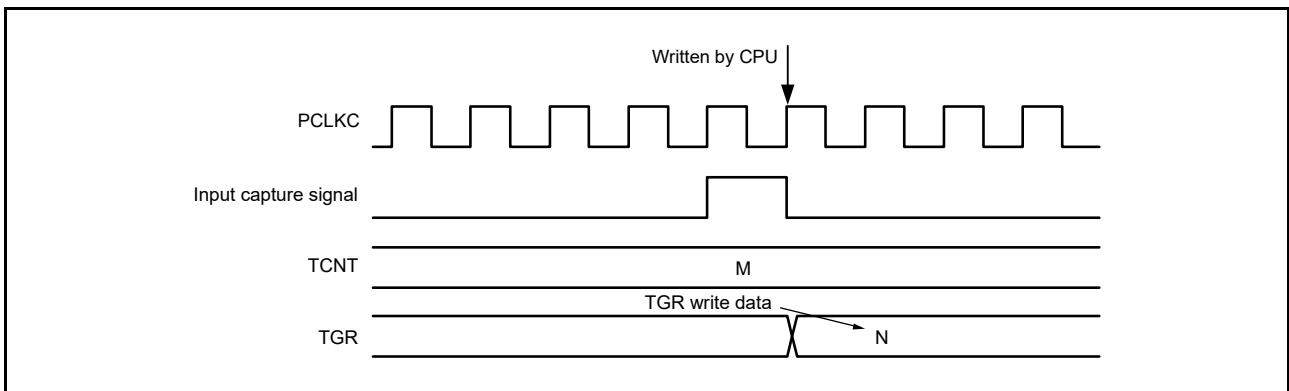 Written by CPU
PCLKC
Input capture signal
TCNT
M
TGR write data
TGR
N